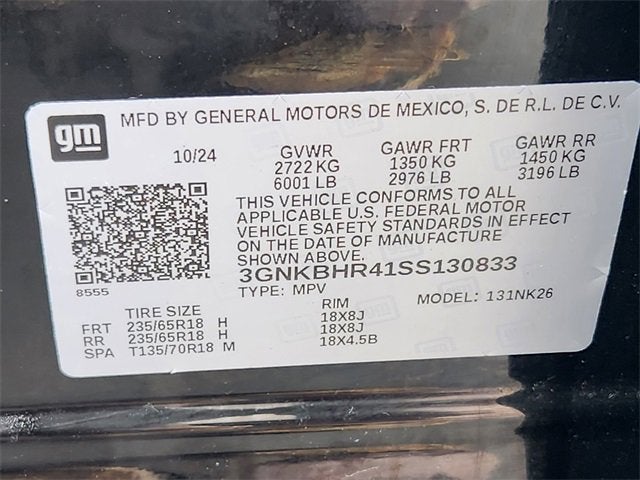 gm
MFD BY GENERAL MOTORS DE MEXICO, S. DE R.L. DE C.V.
10/24 GVWR GAWR FRT GAWR RR
2722 KG 1350 KG 1450 KG
6001 LB 2976 LB 3196 LB
THIS VEHICLE CONFORMS TO ALL
APPLICABLE U.S. FEDERAL MOTOR
VEHICLE SAFETY STANDARDS IN EFFECT
ON THE DATE OF MANUFACTURE
SHOWN ABOVE.
3GNKBHR41SS130833
8555 TYPE: MPV MODEL: 131NK26
TIRE SIZE RIM
FRT 235/65R18 H 18X8J
RR 235/65R18 H 18X8J
SPA T135/70R18 M 18X4.5B